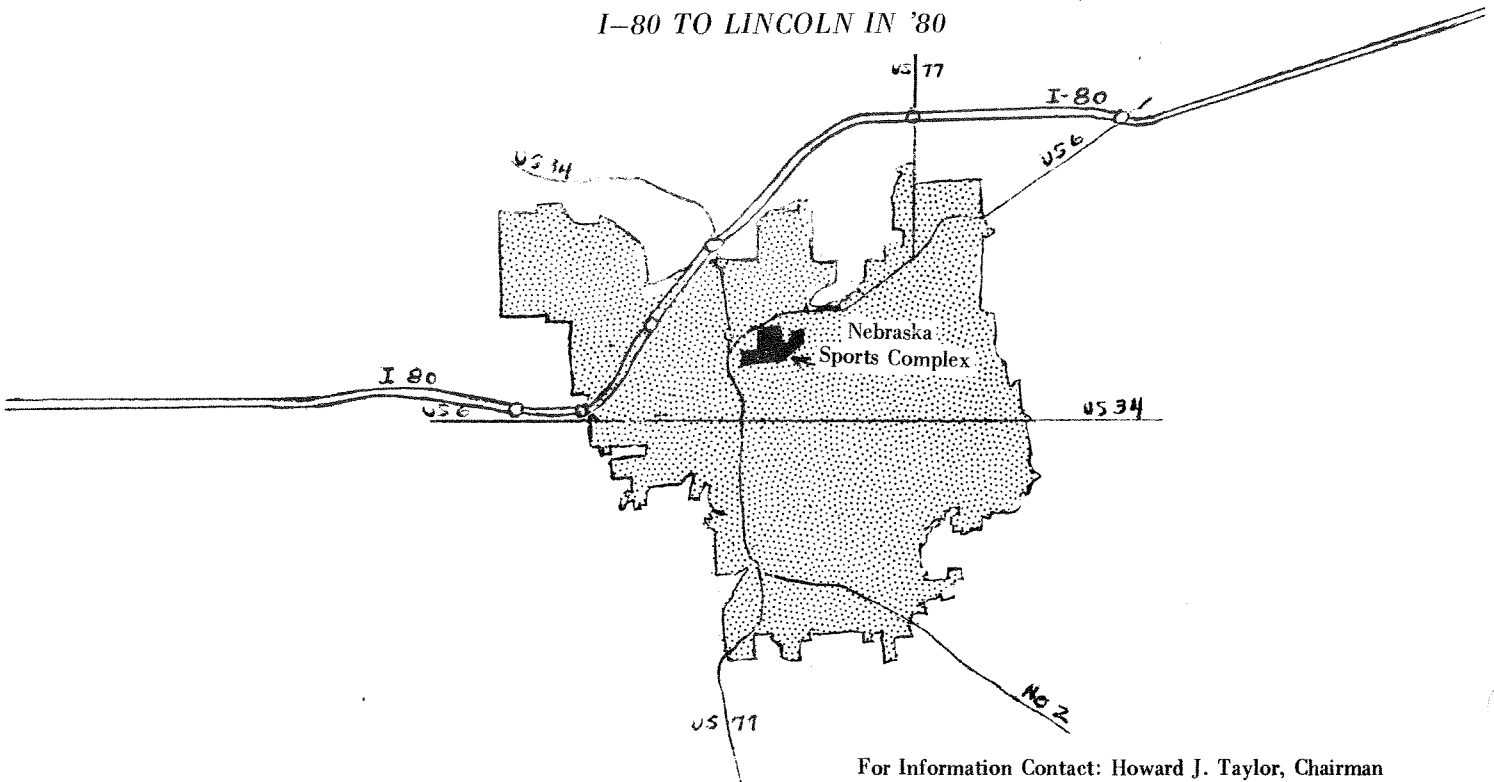 I–80 TO LINCOLN IN '80
US 77
I-80
US 6
US 34
Nebraska
Sports Complex
I 80
US 6
US 34
No 2
US 77
For Information Contact: Howard J. Taylor, Chairman